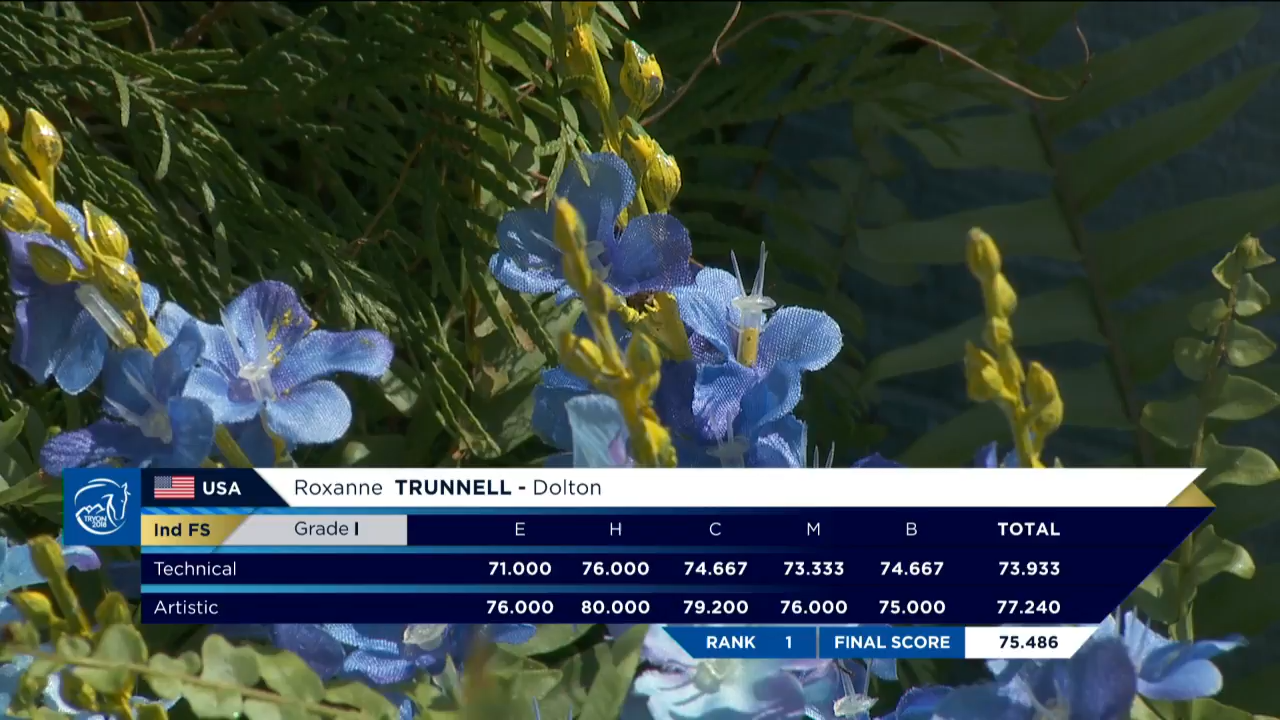 USA Roxanne TRUNNELL - Dolton
TRYON 2018
Ind FS Grade I E H C M B TOTAL
Technical 71.000 76.000 74.667 73.333 74.667 73.933
Artistic 76.000 80.000 79.200 76.000 75.000 77.240
RANK 1 FINAL SCORE 75.486